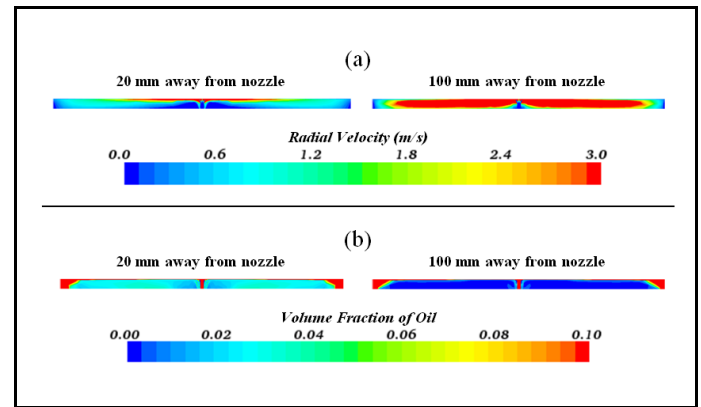 (a)
20 mm away from nozzle 100 mm away from nozzle
Radial Velocity (m/s)
0.0 0.6 1.2 1.8 2.4 3.0
(b)
20 mm away from nozzle 100 mm away from nozzle
Volume Fraction of Oil
0.00 0.02 0.04 0.06 0.08 0.10